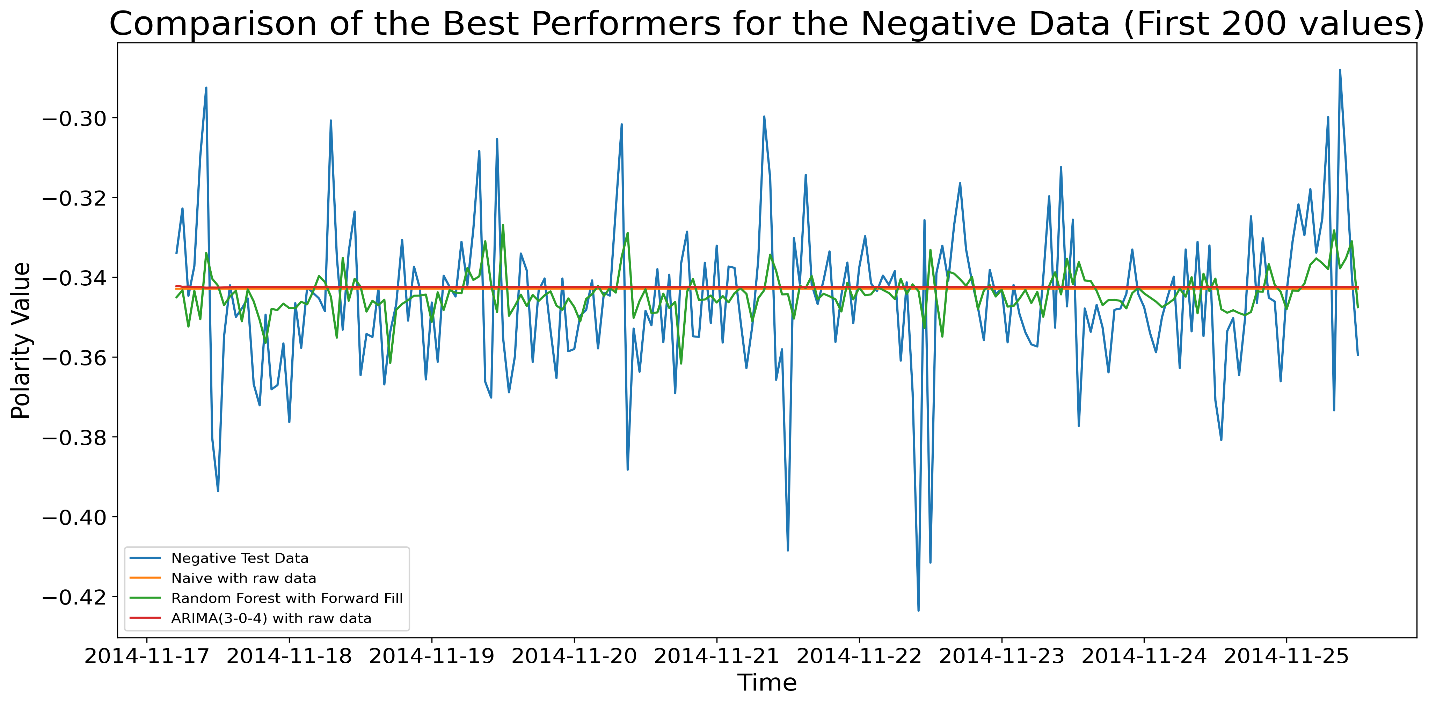 Comparison of the Best Performers for the Negative Data (First 200 values)
Polarity Value
−0.30
−0.32
−0.34
−0.36
−0.38
−0.40
−0.42
Negative Test Data
Naive with raw data
Random Forest with Forward Fill
ARIMA(3-0-4) with raw data
2014-11-17 2014-11-18 2014-11-19 2014-11-20 2014-11-21 2014-11-22 2014-11-23 2014-11-24 2014-11-25
Time